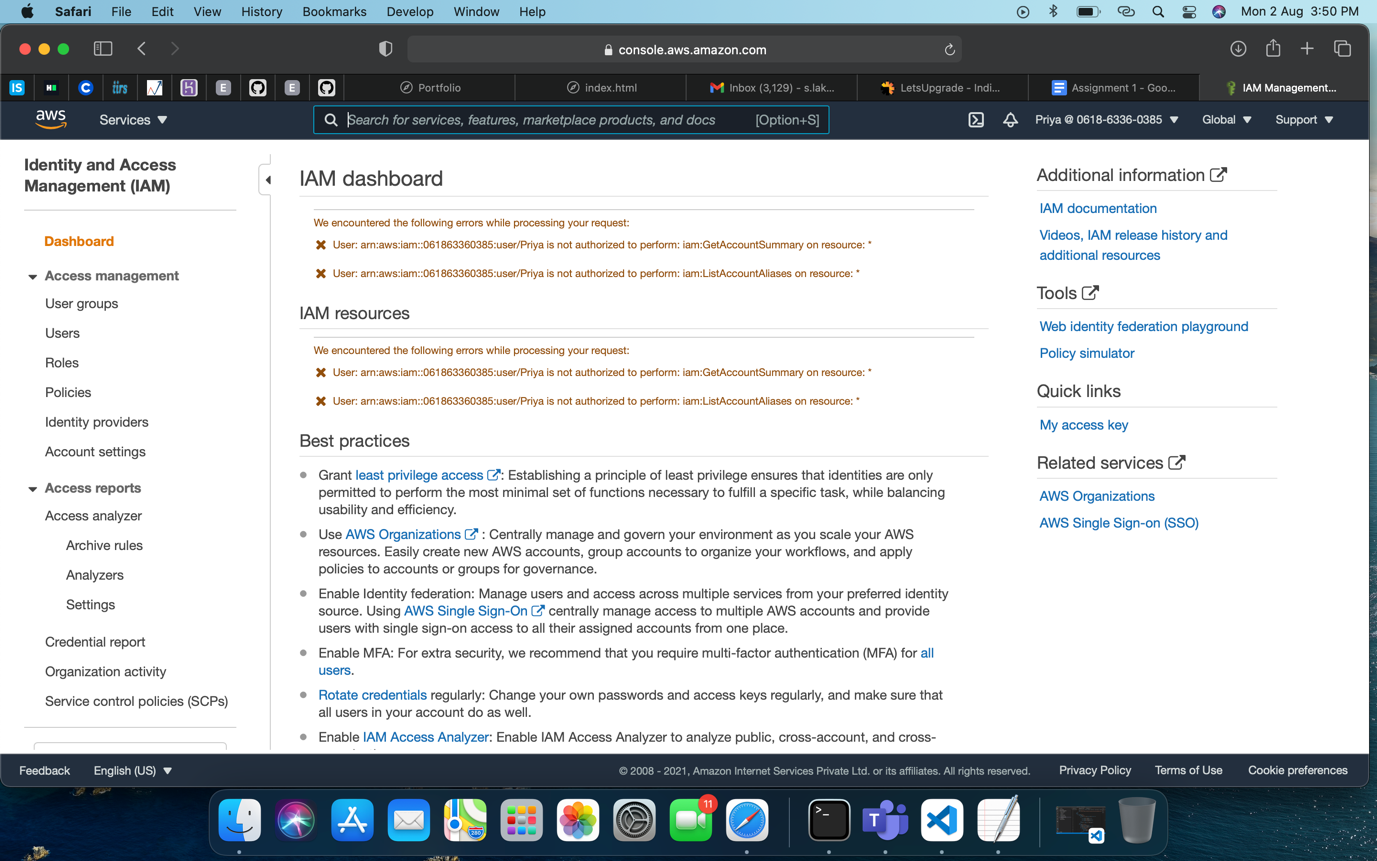 Safari File Edit View History Bookmarks Develop Window Help Mon 2 Aug 3:50 PM
console.aws.amazon.com
Portfolio index.html Inbox (3,129) - s.lak... LetsUpgrade - Indi... Assignment 1 - Goo... IAM Management...
aws Services Search for services, features, marketplace products, and docs [Option+S] Priya @ 0618-6336-0385 Global Support
Identity and Access
Management (IAM)
Dashboard
Access management
User groups
Users
Roles
Policies
Identity providers
Account settings
Access reports
Access analyzer
Archive rules
Analyzers
Settings
Credential report
Organization activity
Service control policies (SCPs)
IAM dashboard
We encountered the following errors while processing your request:
User: arn:aws:iam::061863360385:user/Priya is not authorized to perform: iam:GetAccountSummary on resource: *
User: arn:aws:iam::061863360385:user/Priya is not authorized to perform: iam:ListAccountAliases on resource: *
IAM resources
We encountered the following errors while processing your request:
User: arn:aws:iam::061863360385:user/Priya is not authorized to perform: iam:GetAccountSummary on resource: *
User: arn:aws:iam::061863360385:user/Priya is not authorized to perform: iam:ListAccountAliases on resource: *
Best practices
Grant least privilege access : Establishing a principle of least privilege ensures that identities are only
permitted to perform the most minimal set of functions necessary to fulfill a specific task, while balancing
usability and efficiency.
Use AWS Organizations : Centrally manage and govern your environment as you scale your AWS
resources. Easily create new AWS accounts, group accounts to organize your workflows, and apply
policies to accounts or groups for governance.
Enable Identity federation: Manage users and access across multiple services from your preferred identity
source. Using AWS Single Sign-On centrally manage access to multiple AWS accounts and provide
users with single sign-on access to all their assigned accounts from one place.
Enable MFA: For extra security, we recommend that you require multi-factor authentication (MFA) for all
users.
Rotate credentials regularly: Change your own passwords and access keys regularly, and make sure that
all users in your account do as well.
Enable IAM Access Analyzer: Enable IAM Access Analyzer to analyze public, cross-account, and cross-
Additional information
IAM documentation
Videos, IAM release history and
additional resources
Tools
Web identity federation playground
Policy simulator
Quick links
My access key
Related services
AWS Organizations
AWS Single Sign-on (SSO)
Feedback English (US) © 2008 - 2021, Amazon Internet Services Private Ltd. or its affiliates. All rights reserved. Privacy Policy Terms of Use Cookie preferences
11